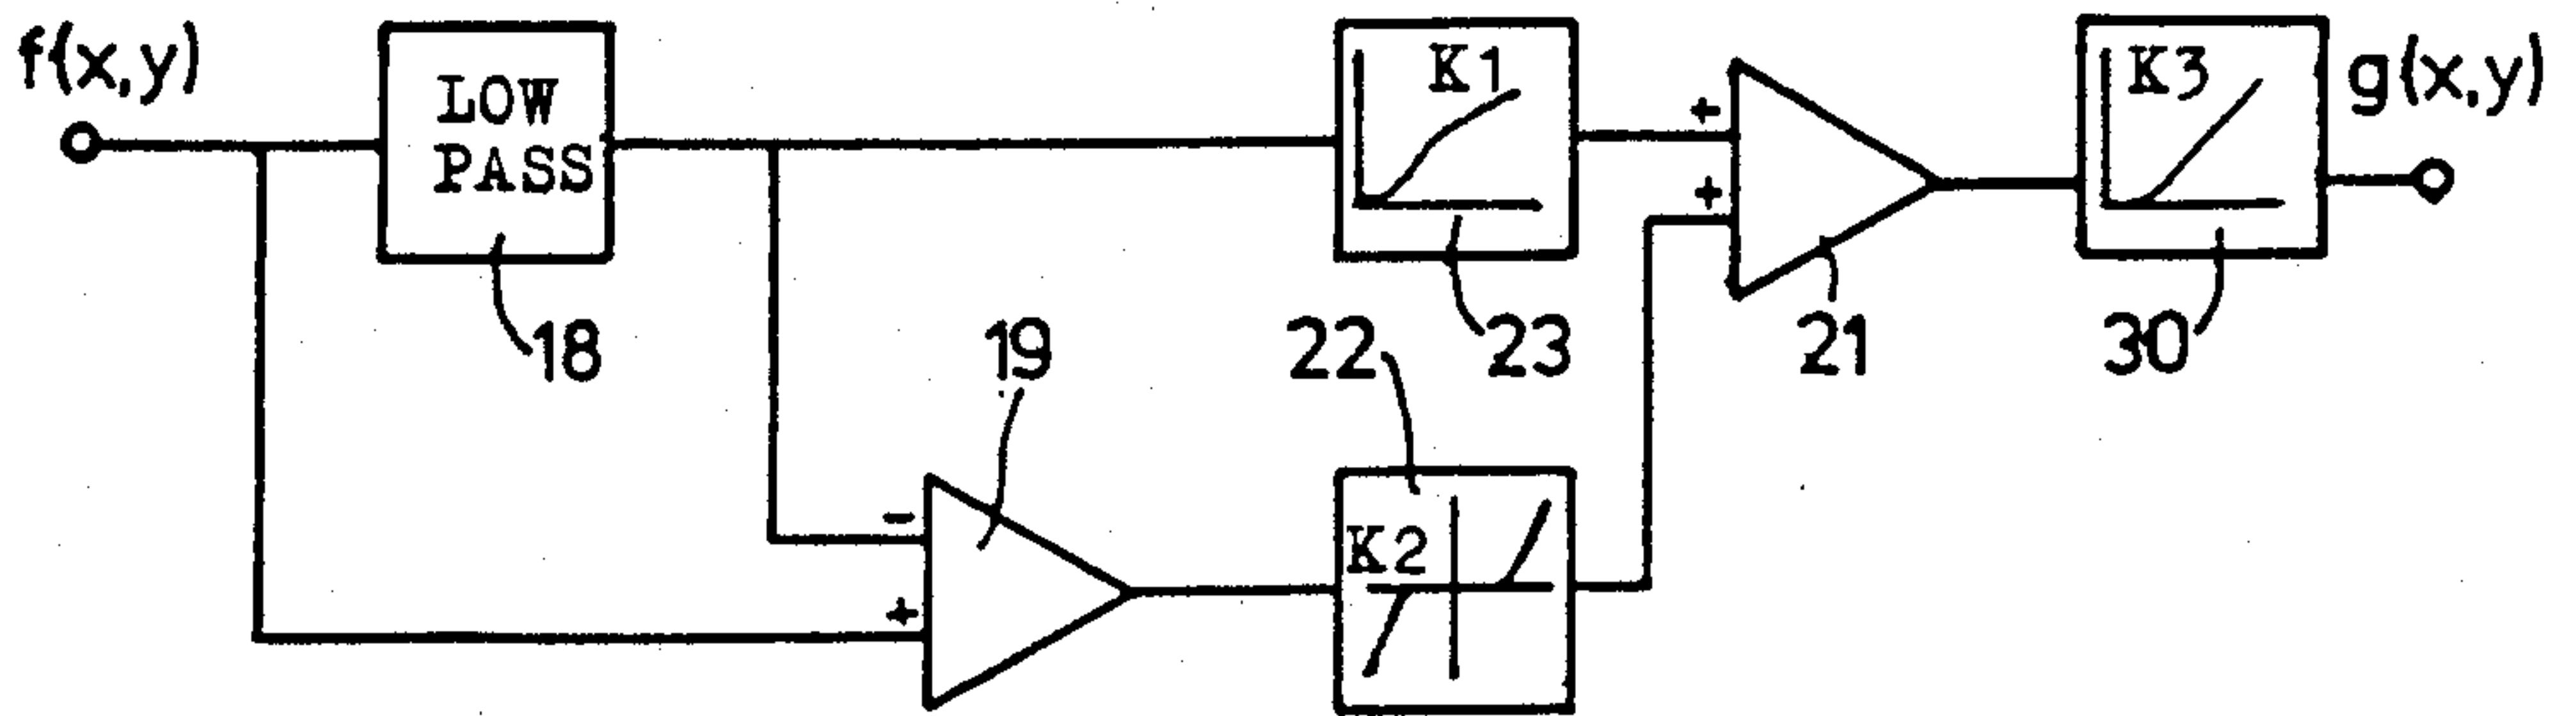 f(x,y)
LOW
PASS
K1
K3
g(x,y)
+
+
18
19
22
23
21
30
-
+
K2